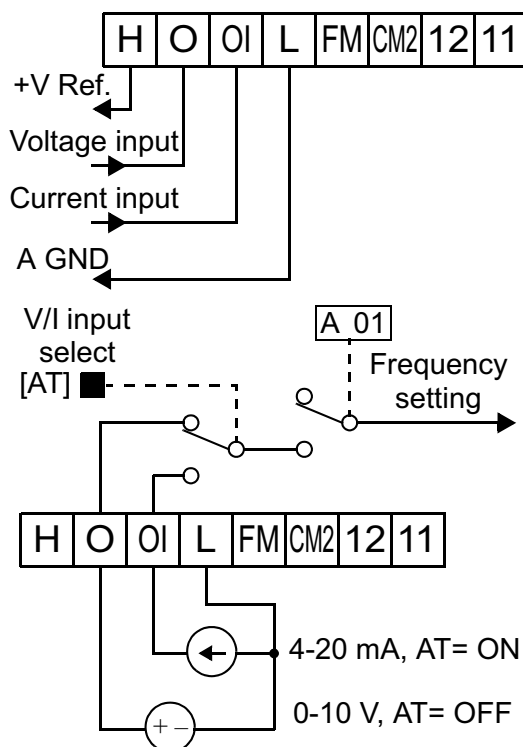 H O OI L FM CM2 12 11
+V Ref.
Voltage input
Current input
A GND
V/I input
select
[AT]
A 01
Frequency
setting
H O OI L FM CM2 12 11
4-20 mA, AT= ON
+ −
0-10 V, AT= OFF